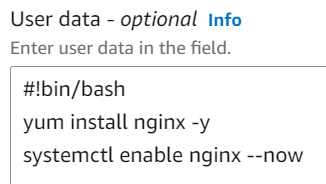 User data - optional Info
Enter user data in the field.
#!bin/bash
yum install nginx -y
systemctl enable nginx --now